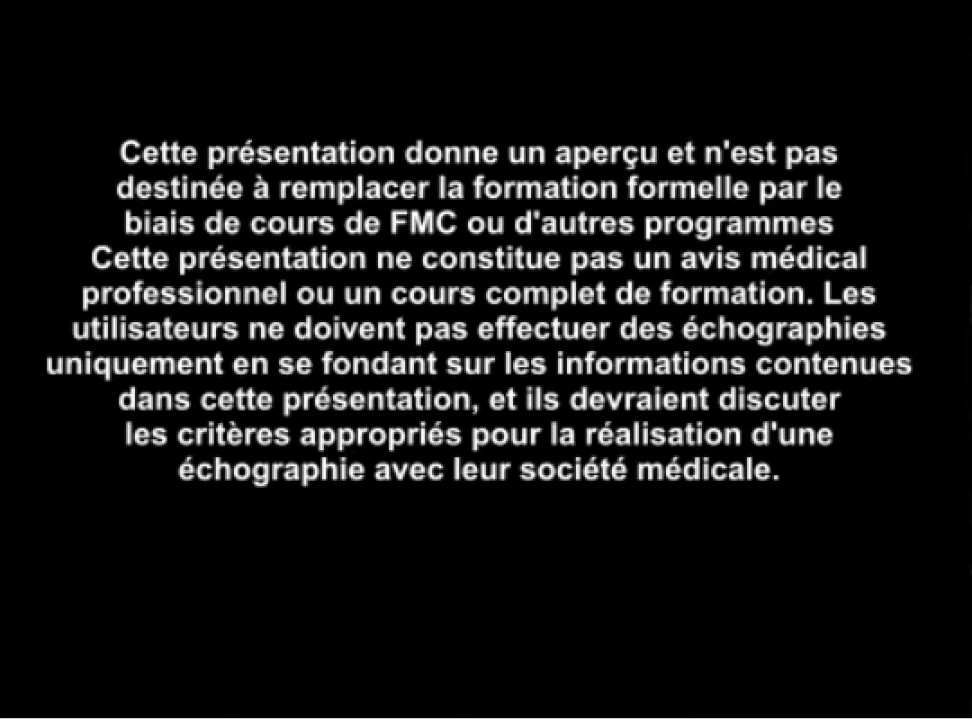 Cette présentation donne un aperçu et n'est pas
destinée à remplacer la formation formelle par le
biais de cours de FMC ou d'autres programmes
Cette présentation ne constitue pas un avis médical
professionnel ou un cours complet de formation. Les
utilisateurs ne doivent pas effectuer des échographies
uniquement en se fondant sur les informations contenues
dans cette présentation, et ils devraient discuter
les critères appropriés pour la réalisation d'une
échographie avec leur société médicale.